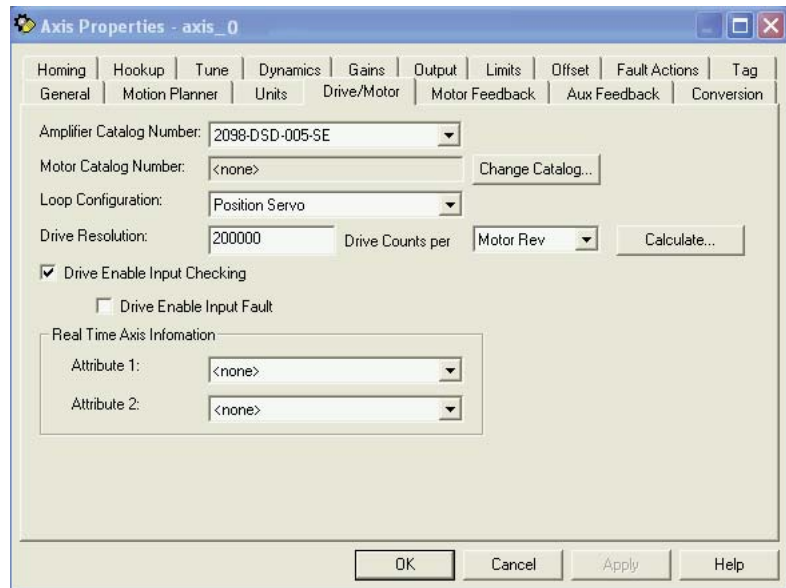 Axis Properties - axis_0
Homing Hookup Tune Dynamics Gains Output Limits Offset Fault Actions Tag
General Motion Planner Units Drive/Motor Motor Feedback Aux Feedback Conversion
Amplifier Catalog Number: 2098-DSD-005-SE
Motor Catalog Number: <none> Change Catalog...
Loop Configuration: Position Servo
Drive Resolution: 200000 Drive Counts per Motor Rev Calculate...
Drive Enable Input Checking
Drive Enable Input Fault
Real Time Axis Infomation
Attribute 1: <none>
Attribute 2: <none>
OK Cancel Apply Help